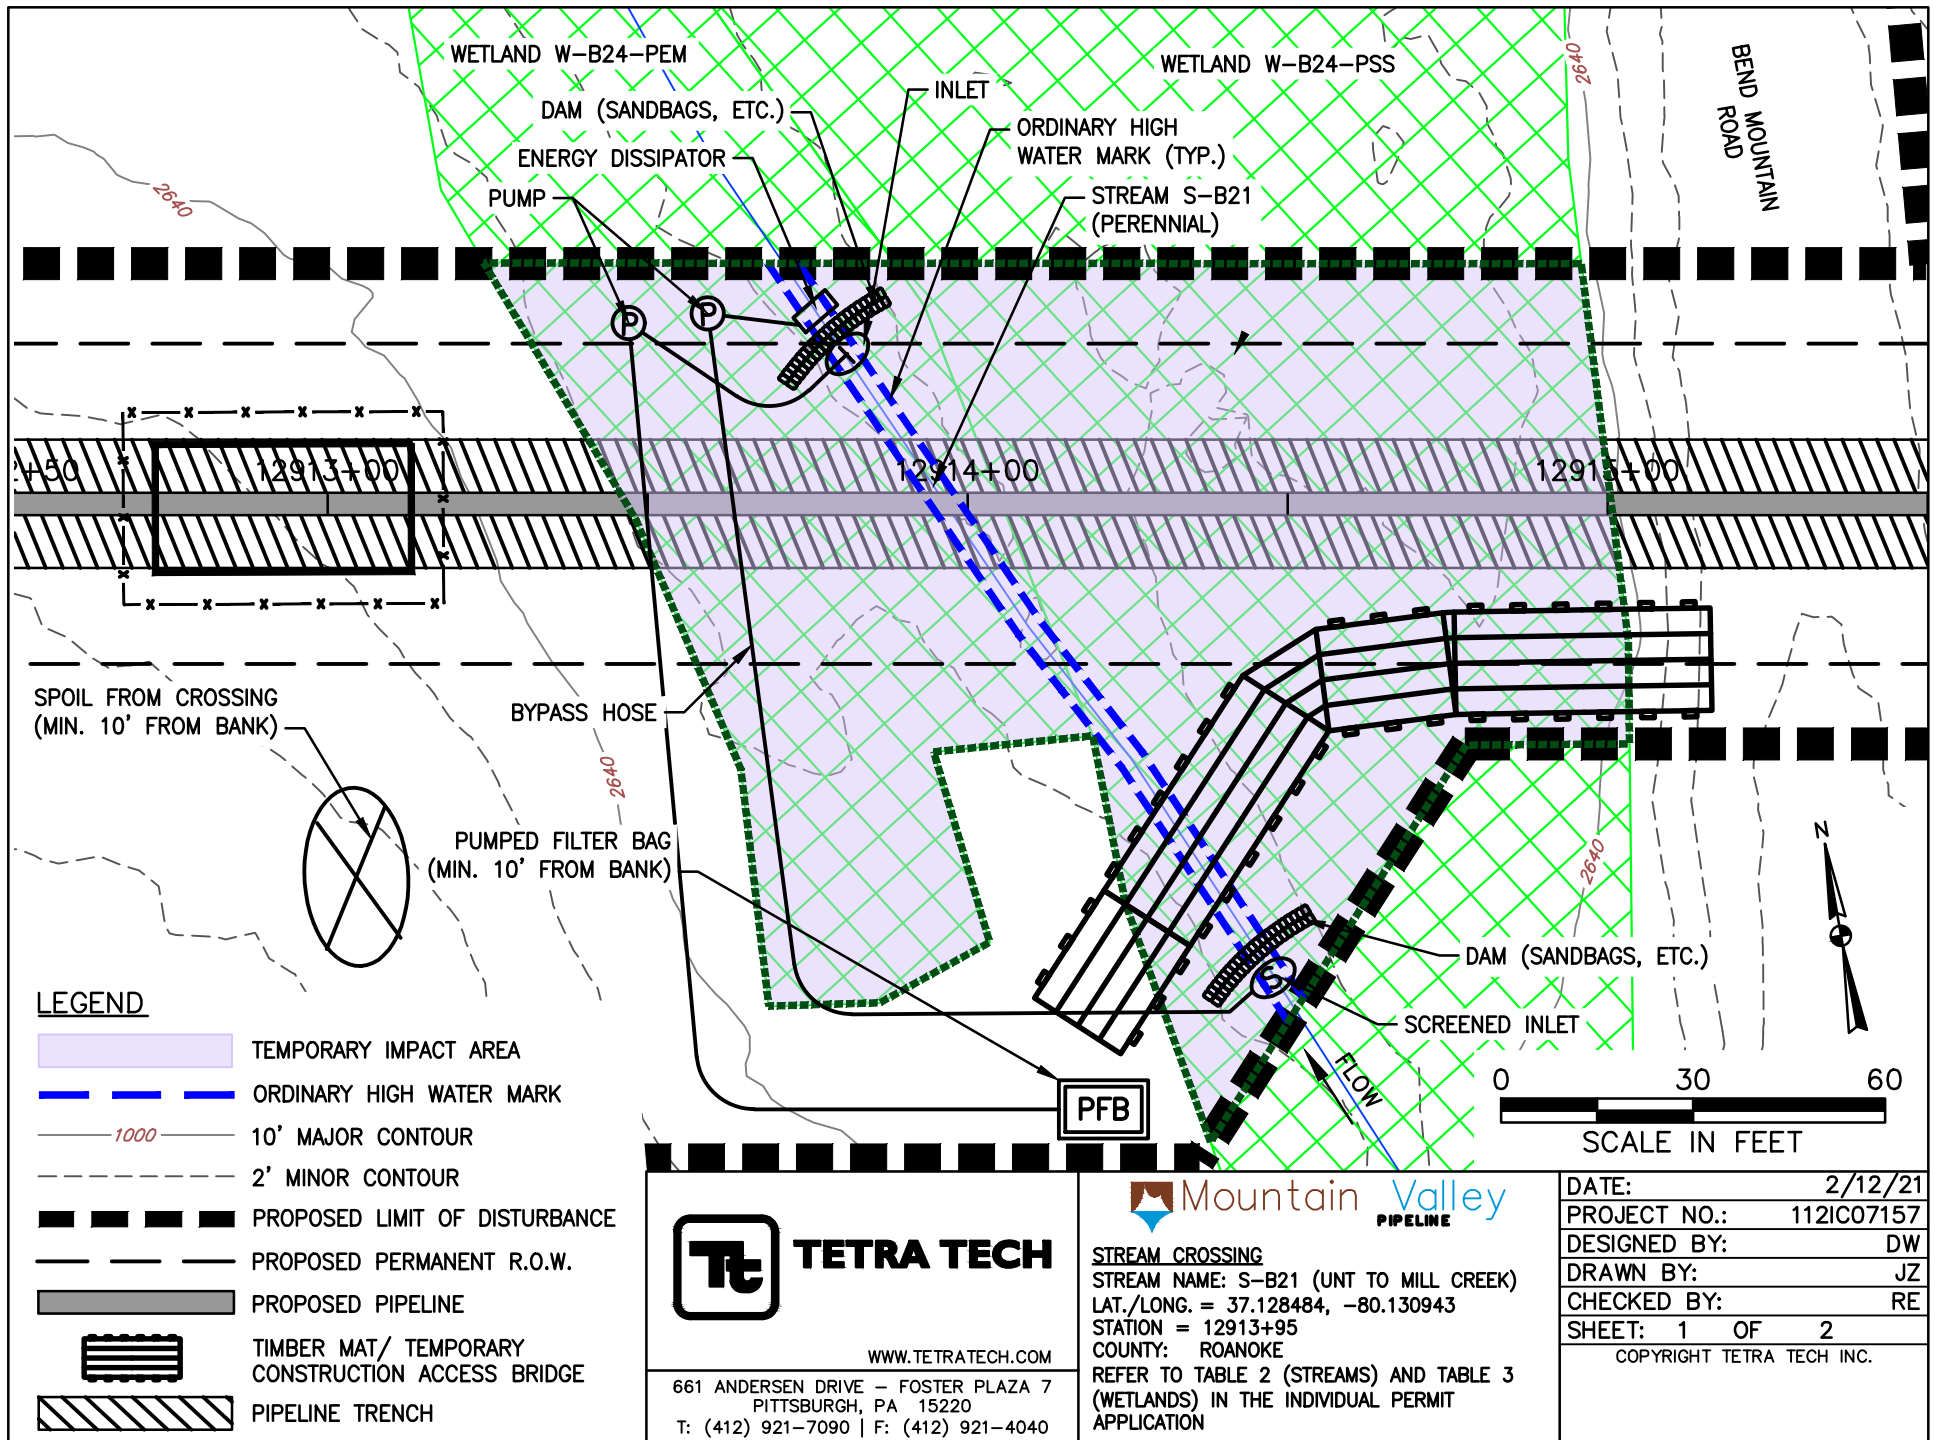 WETLAND W-B24-PEM
WETLAND W-B24-PSS
2640
BEND MOUNTAIN
ROAD
INLET
DAM (SANDBAGS, ETC.)
ORDINARY HIGH
WATER MARK (TYP.)
ENERGY DISSIPATOR
PUMP
STREAM S-B21
(PERENNIAL)
2640
P
P
I
2+50
12913+00
12914+00
12915+00
SPOIL FROM CROSSING
(MIN. 10' FROM BANK)
BYPASS HOSE
2640
PUMPED FILTER BAG
(MIN. 10' FROM BANK)
2640
N
DAM (SANDBAGS, ETC.)
S
SCREENED INLET
FLOW
PFB
0 30 60
SCALE IN FEET
LEGEND
TEMPORARY IMPACT AREA
ORDINARY HIGH WATER MARK
1000 10' MAJOR CONTOUR
2' MINOR CONTOUR
PROPOSED LIMIT OF DISTURBANCE
PROPOSED PERMANENT R.O.W.
PROPOSED PIPELINE
TIMBER MAT/ TEMPORARY
CONSTRUCTION ACCESS BRIDGE
PIPELINE TRENCH
Tt TETRA TECH
WWW.TETRATECH.COM
661 ANDERSEN DRIVE – FOSTER PLAZA 7
PITTSBURGH, PA 15220
T: (412) 921-7090 | F: (412) 921-4040
Mountain Valley
PIPELINE
STREAM CROSSING
STREAM NAME: S-B21 (UNT TO MILL CREEK)
LAT./LONG. = 37.128484, -80.130943
STATION = 12913+95
COUNTY: ROANOKE
REFER TO TABLE 2 (STREAMS) AND TABLE 3
(WETLANDS) IN THE INDIVIDUAL PERMIT
APPLICATION
DATE: 2/12/21
PROJECT NO.: 112IC07157
DESIGNED BY: DW
DRAWN BY: JZ
CHECKED BY: RE
SHEET: 1 OF 2
COPYRIGHT TETRA TECH INC.